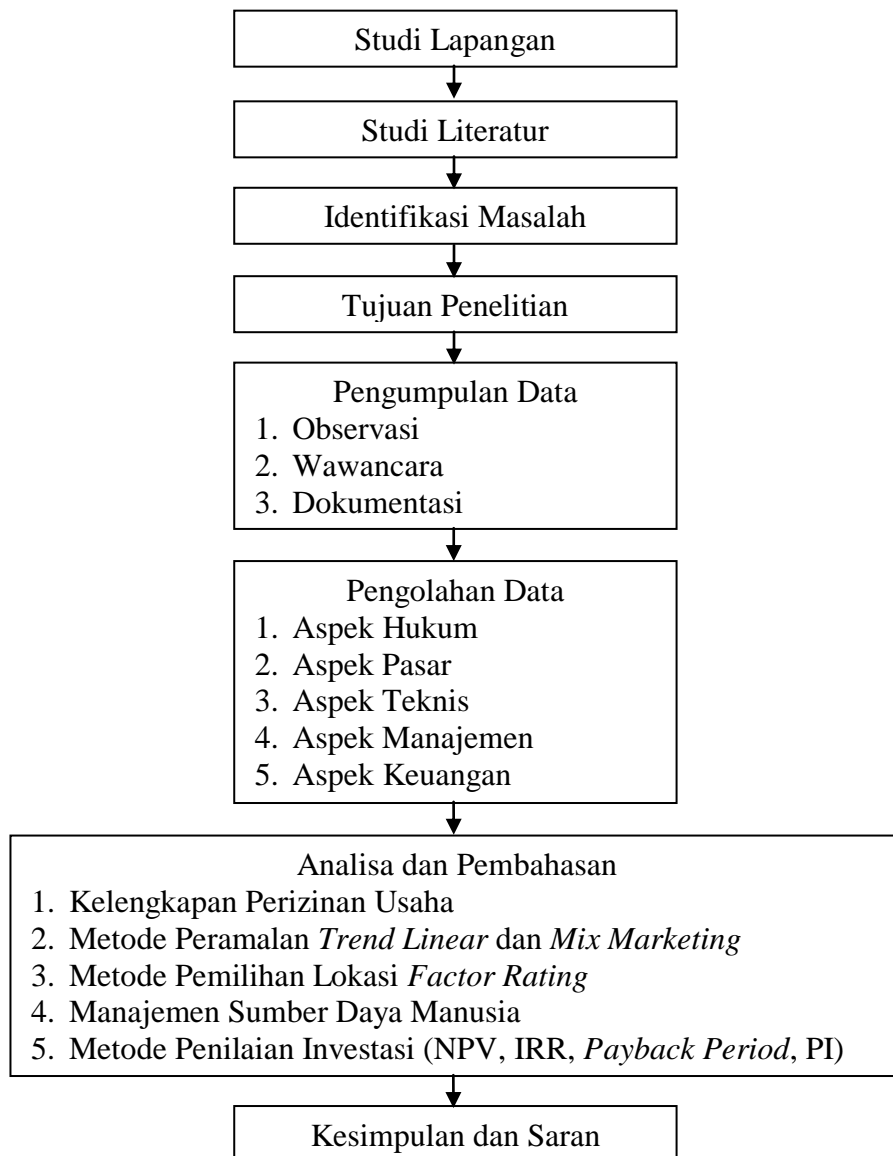 Studi Lapangan
Studi Literatur
Identifikasi Masalah
Tujuan Penelitian
Pengumpulan Data
1. Observasi
2. Wawancara
3. Dokumentasi
Pengolahan Data
1. Aspek Hukum
2. Aspek Pasar
3. Aspek Teknis
4. Aspek Manajemen
5. Aspek Keuangan
Analisa dan Pembahasan
1. Kelengkapan Perizinan Usaha
2. Metode Peramalan Trend Linear dan Mix Marketing
3. Metode Pemilihan Lokasi Factor Rating
4. Manajemen Sumber Daya Manusia
5. Metode Penilaian Investasi (NPV, IRR, Payback Period, PI)
Kesimpulan dan Saran